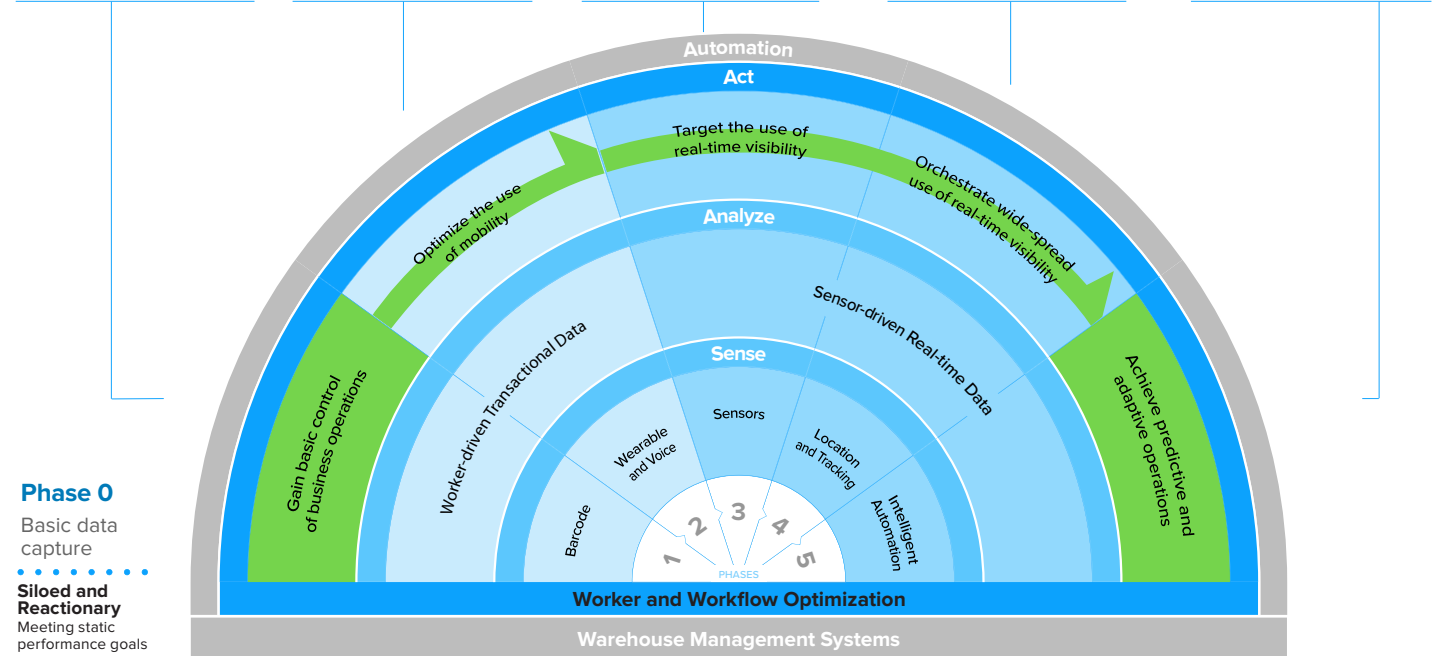 Automation
Act
Target the use of
real-time visibility
Optimize the use
of mobility
Orchestrate wide-spread
use of real-time visibility
Gain basic control
of business operations
Achieve predictive and
adaptive operations
Analyze
Worker-driven Transactional Data
Sensor-driven Real-time Data
Sense
Barcode
Wearable
and Voice
Sensors
Location
and Tracking
Intelligent
Automation
1
2
3
4
5
PHASES
Worker and Workflow Optimization
Warehouse Management Systems
Phase 0
Basic data
capture
Siloed and
Reactionary
Meeting static
performance goals